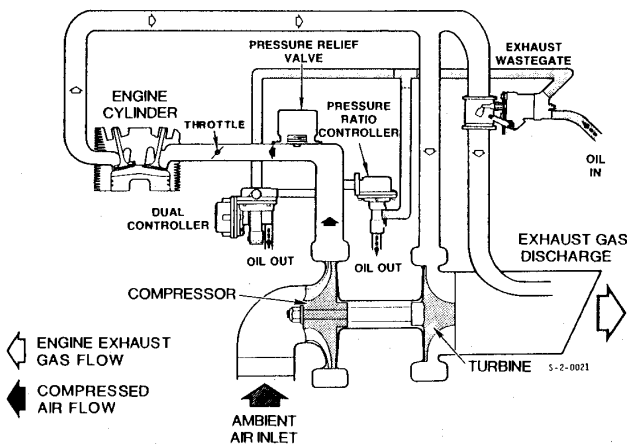 PRESSURE RELIEF
VALVE
EXHAUST
WASTEGATE
ENGINE
CYLINDER
THROTTLE
PRESSURE
RATIO
CONTROLLER
OIL
IN
DUAL
CONTROLLER
OIL OUT
OIL OUT
EXHAUST GAS
DISCHARGE
COMPRESSOR
ENGINE EXHAUST
GAS FLOW
TURBINE
S-2-0021
COMPRESSED
AIR FLOW
AMBIENT
AIR INLET